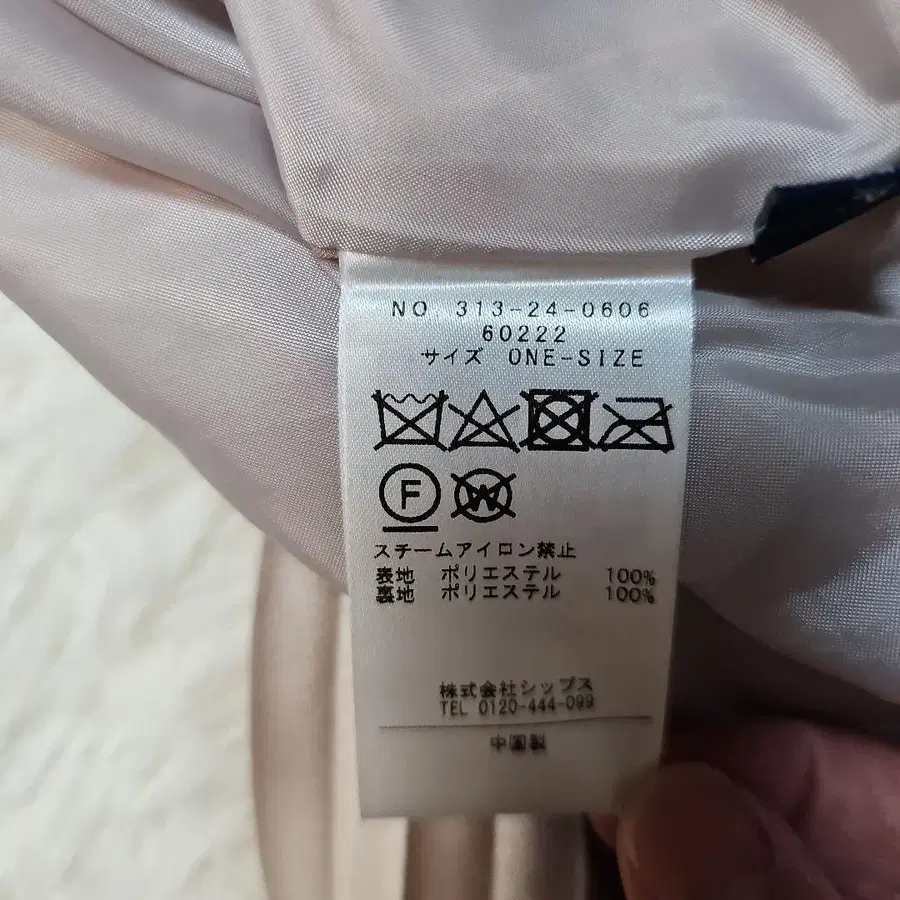 NO. 313-24-0606
60222
サイズ ONE-SIZE
F W
スチームアイロン禁止
表地 ポリエステル 100%
裏地 ポリエステル 100%
株式会社シップス
TEL 0120-444-099
中国製